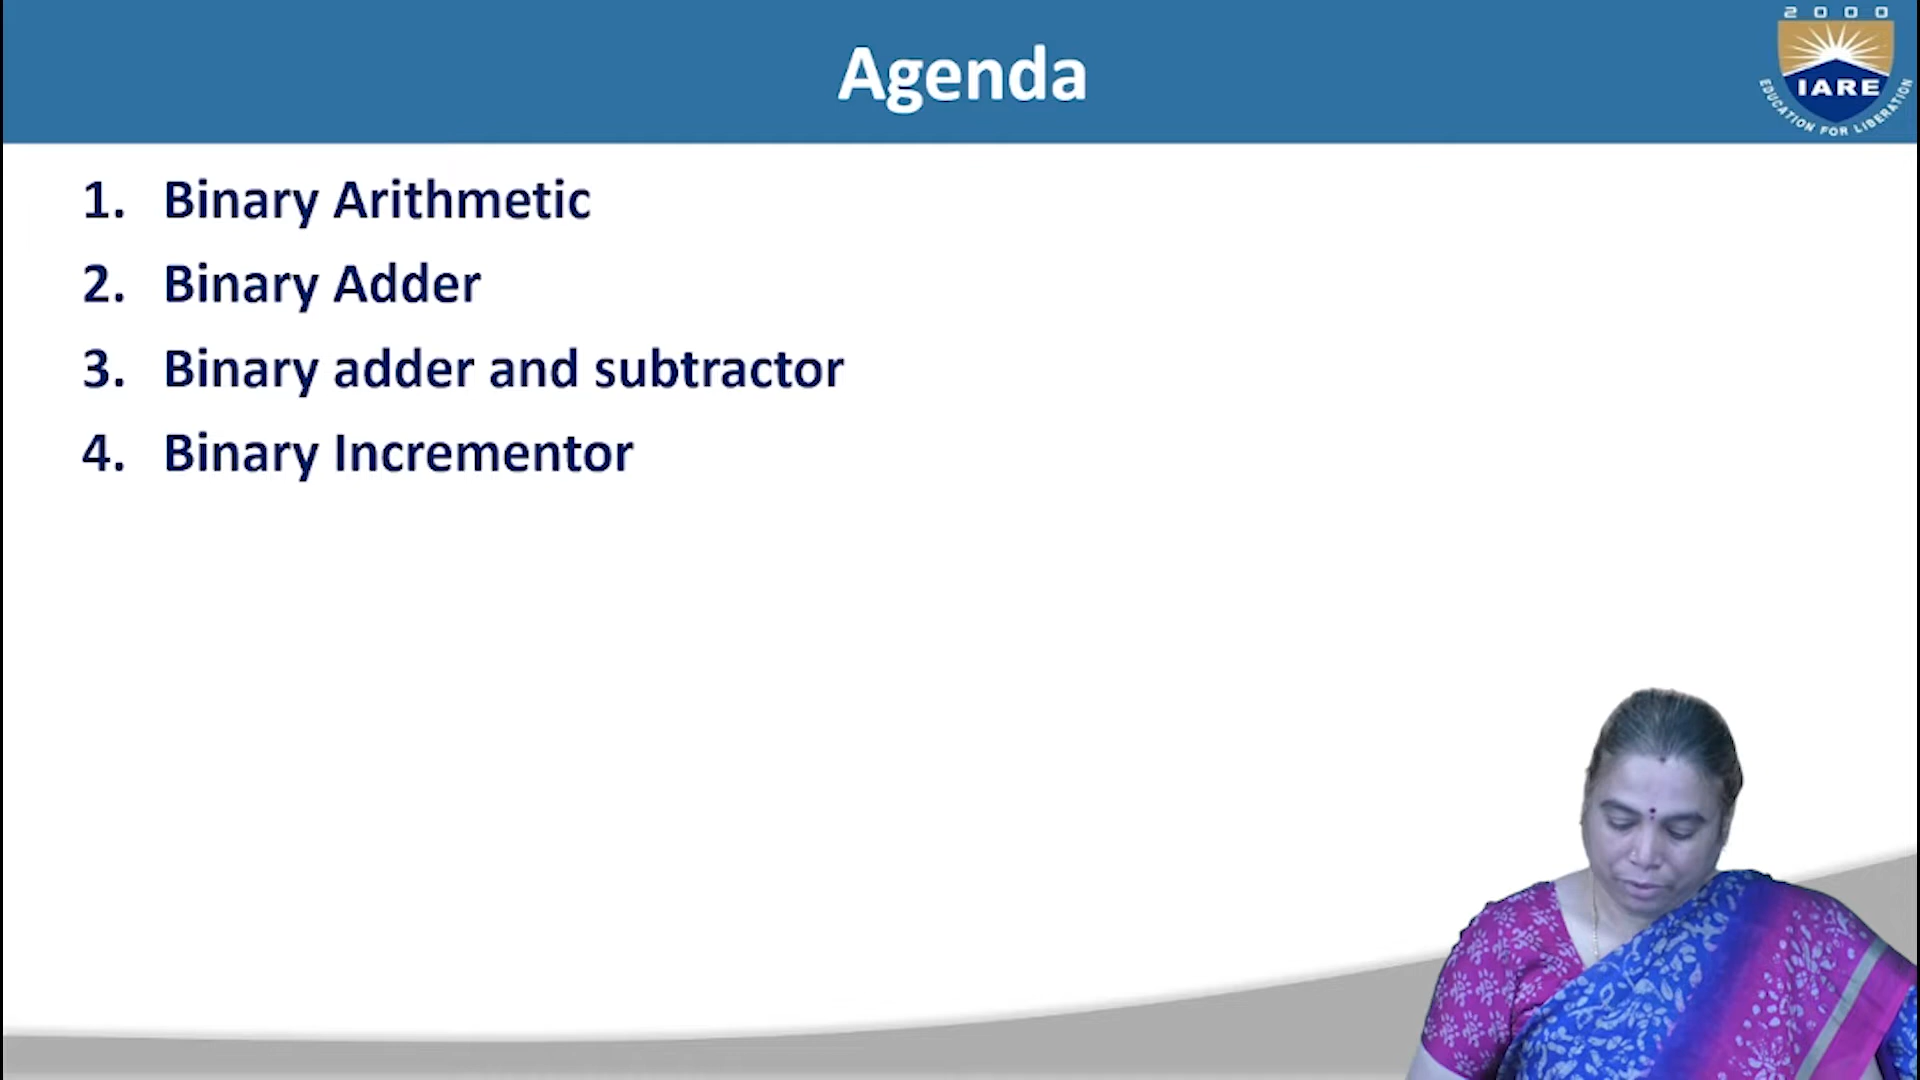 Agenda
2000
IARE
EDUCATION FOR LIBERATION
1. Binary Arithmetic
2. Binary Adder
3. Binary adder and subtractor
4. Binary Incrementor